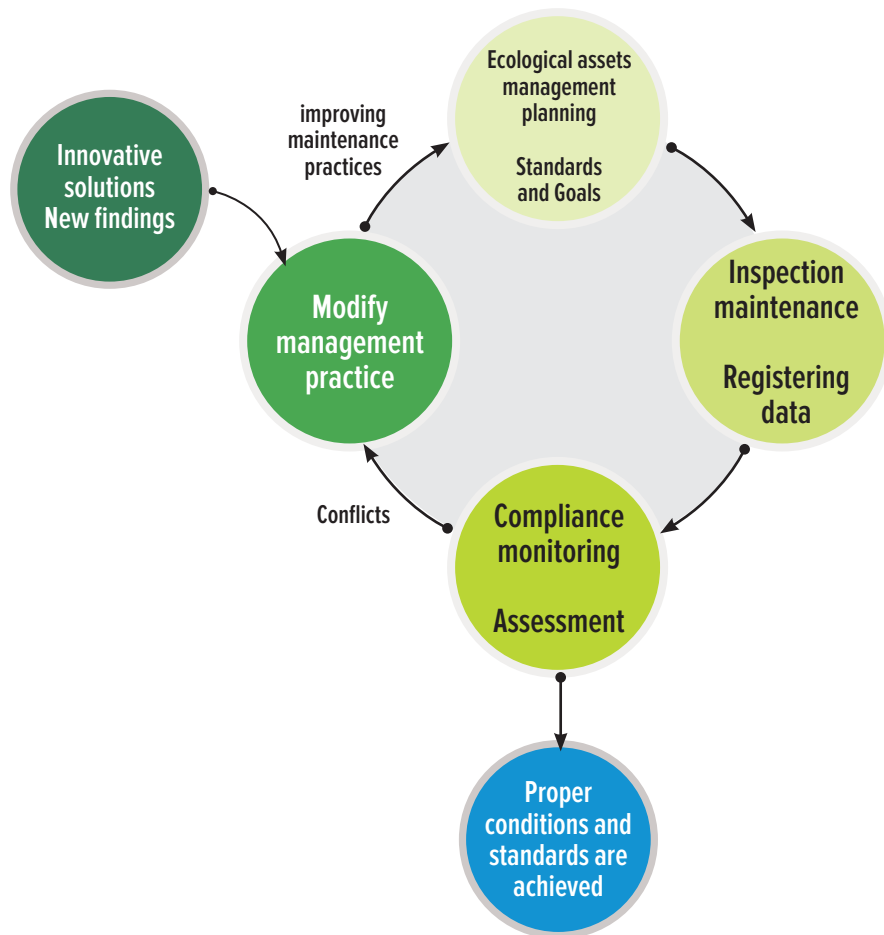 Ecological assets
management
planning
Standards
and Goals
improving
maintenance
practices
Innovative
solutions
New findings
Inspection
maintenance
Registering
data
Modify
management
practice
Conflicts
Compliance
monitoring
Assessment
Proper
conditions and
standards are
achieved